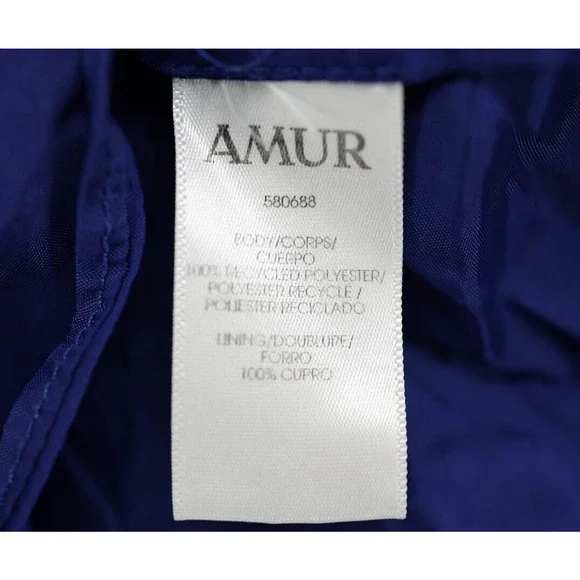 AMUR
580688
BODY/CORPS/
CUERPO
100% RECYCLED POLYESTER/
POLYESTER RECYCLÉ /
POLIESTER RECICLADO
LINING/DOUBLURE/
FORRO
100% CUPRO